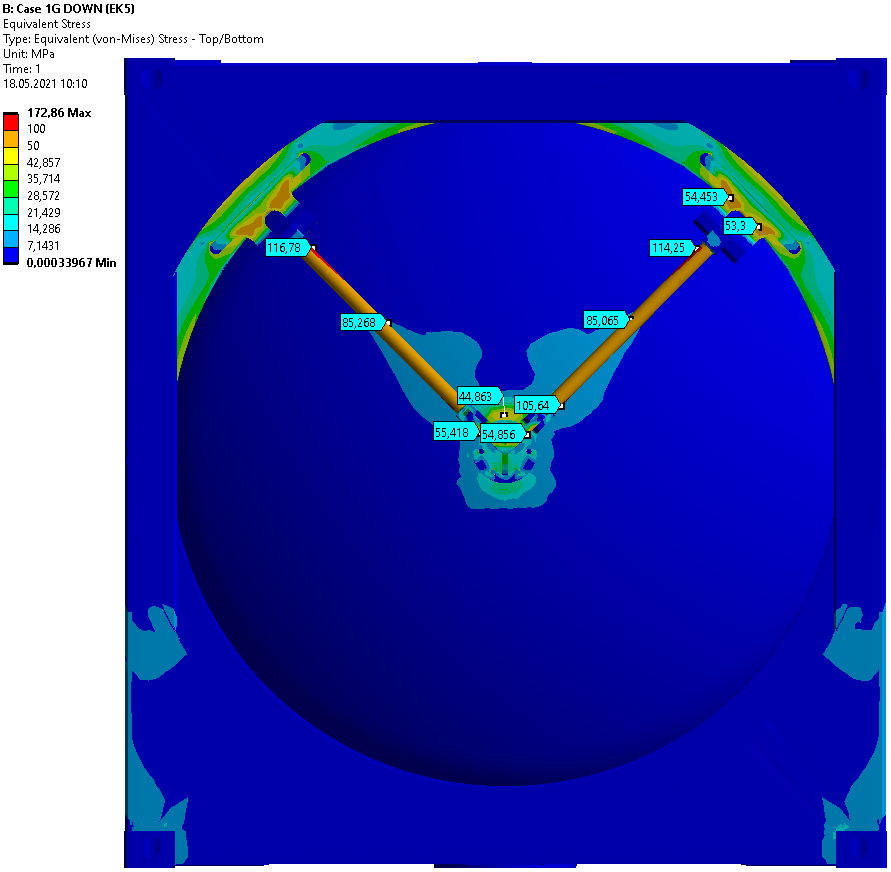 B: Case 1G DOWN (EK5)
Equivalent Stress
Type: Equivalent (von-Mises) Stress - Top/Bottom
Unit: MPa
Time: 1
18.05.2021 10:10
172,86 Max
100
50
42,857
35,714
28,572
21,429
14,286
7,1431
0,00033967 Min
54,453
53,3
116,78
114,25
85,268
85,065
44,863
105,64
55,418
54,856